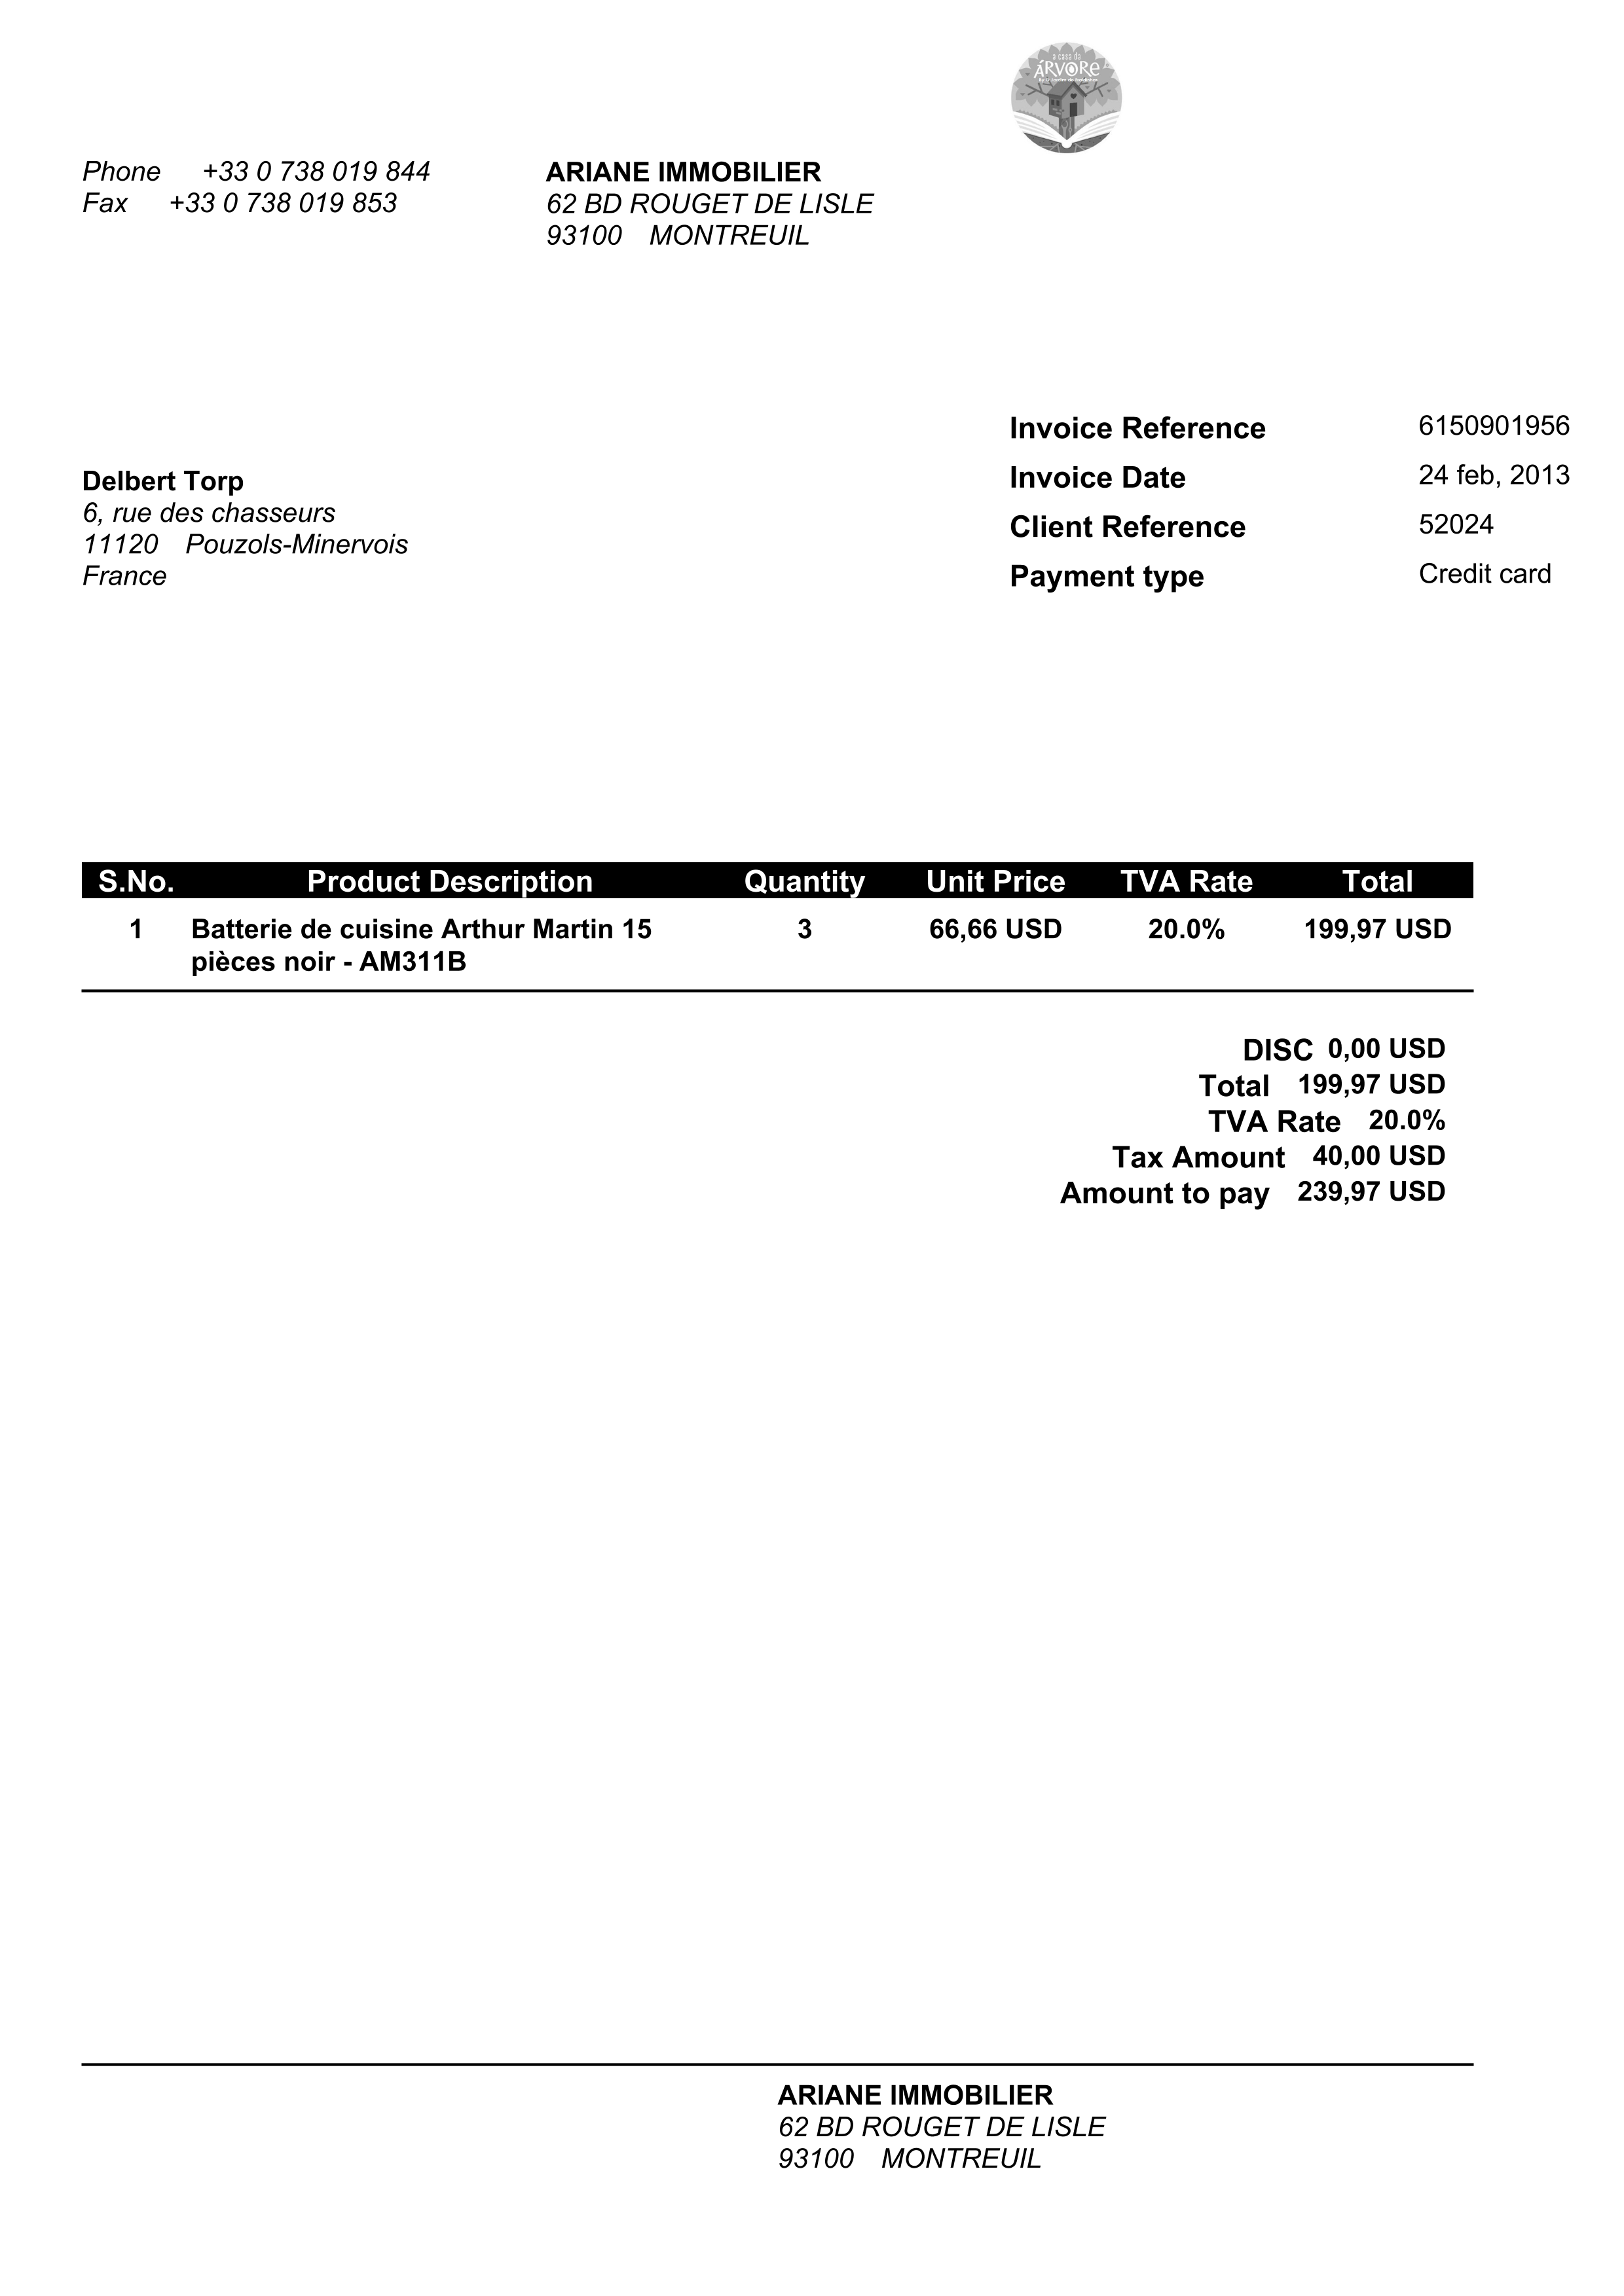 a casa da
ÁRVORe
Phone +33 0 738 019 844
Fax +33 0 738 019 853
ARIANE IMMOBILIER
62 BD ROUGET DE LISLE
93100 MONTREUIL
Invoice Reference 6150901956
Invoice Date 24 feb, 2013
Client Reference 52024
Payment type Credit card
Delbert Torp
6, rue des chasseurs
11120 Pouzols-Minervois
France
S.No. Product Description Quantity Unit Price TVA Rate Total
1 Batterie de cuisine Arthur Martin 15 3 66,66 USD 20.0% 199,97 USD
pièces noir - AM311B
DISC 0,00 USD
Total 199,97 USD
TVA Rate 20.0%
Tax Amount 40,00 USD
Amount to pay 239,97 USD
ARIANE IMMOBILIER
62 BD ROUGET DE LISLE
93100 MONTREUIL